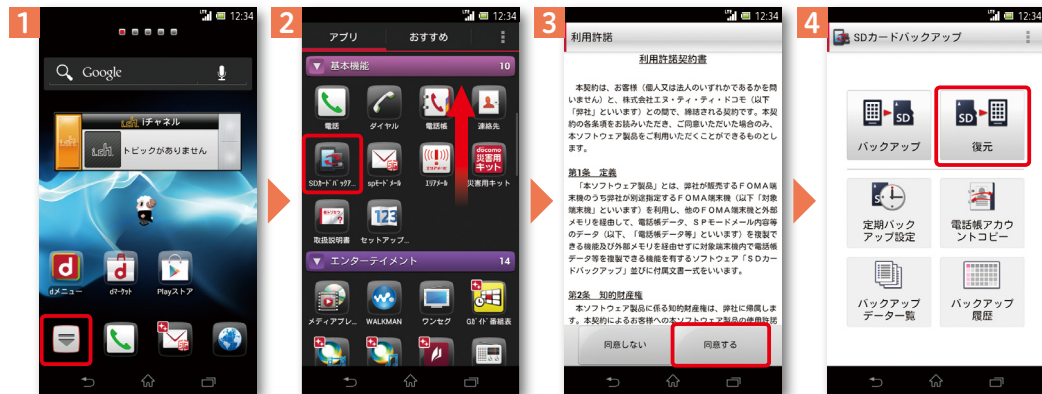 1
12:34
Google
iチャネル
トピックがありません
dメニュー
dマーケット
Playストア
2
12:34
アプリ
おすすめ
基本機能
10
電話
ダイヤル
電話帳
連絡先
docomo
災害用
キット
SDカードバックア...
spモードメール
エリアメール
災害用キット
123
取扱説明書
セットアップ...
エンターテイメント
14
メディアプレ...
WALKMAN
ワンセグ
Gガイド番組表
3
12:34
利用許諾
利用許諾契約書
本契約は、お客様（個人又は法人のいずれかであるかを問
いません）と、株式会社エヌ・ティ・ティ・ドコモ（以下
「弊社」といいます）との間で、締結される契約です。本契
約の各条項をお読みいただき、ご同意いただいた場合のみ、
本ソフトウェア製品をご利用いただくことができるものとし
ます。
第1条　定義
「本ソフトウェア製品」とは、弊社が販売するＦＯＭＡ端
末機のうち弊社が別途指定するＦＯＭＡ端末機（以下「対象
端末機」といいます）を利用し、他のＦＯＭＡ端末機と外部
メモリを経由して、電話帳データ、ＳＰモードメール内容等
のデータ（以下、「電話帳データ等」といいます）を複製で
きる機能及び外部メモリを経由せずに対象端末機内で電話帳
データ等を複製できる機能を有するソフトウェア「ＳＤカー
ドバックアップ」並びに付属文書一式をいいます。
第2条　知的財産権
本ソフトウェア製品に係る知的財産権は、弊社に帰属しま
す。本契約によるお客様への本ソフトウェア製品の使用許諾
同意しない
同意する
4
12:34
SDカードバックアップ
SD
SD
バックアップ
復元
定期バック
アップ設定
電話帳アカウ
ントコピー
バックアップ
データ一覧
バックアップ
履歴